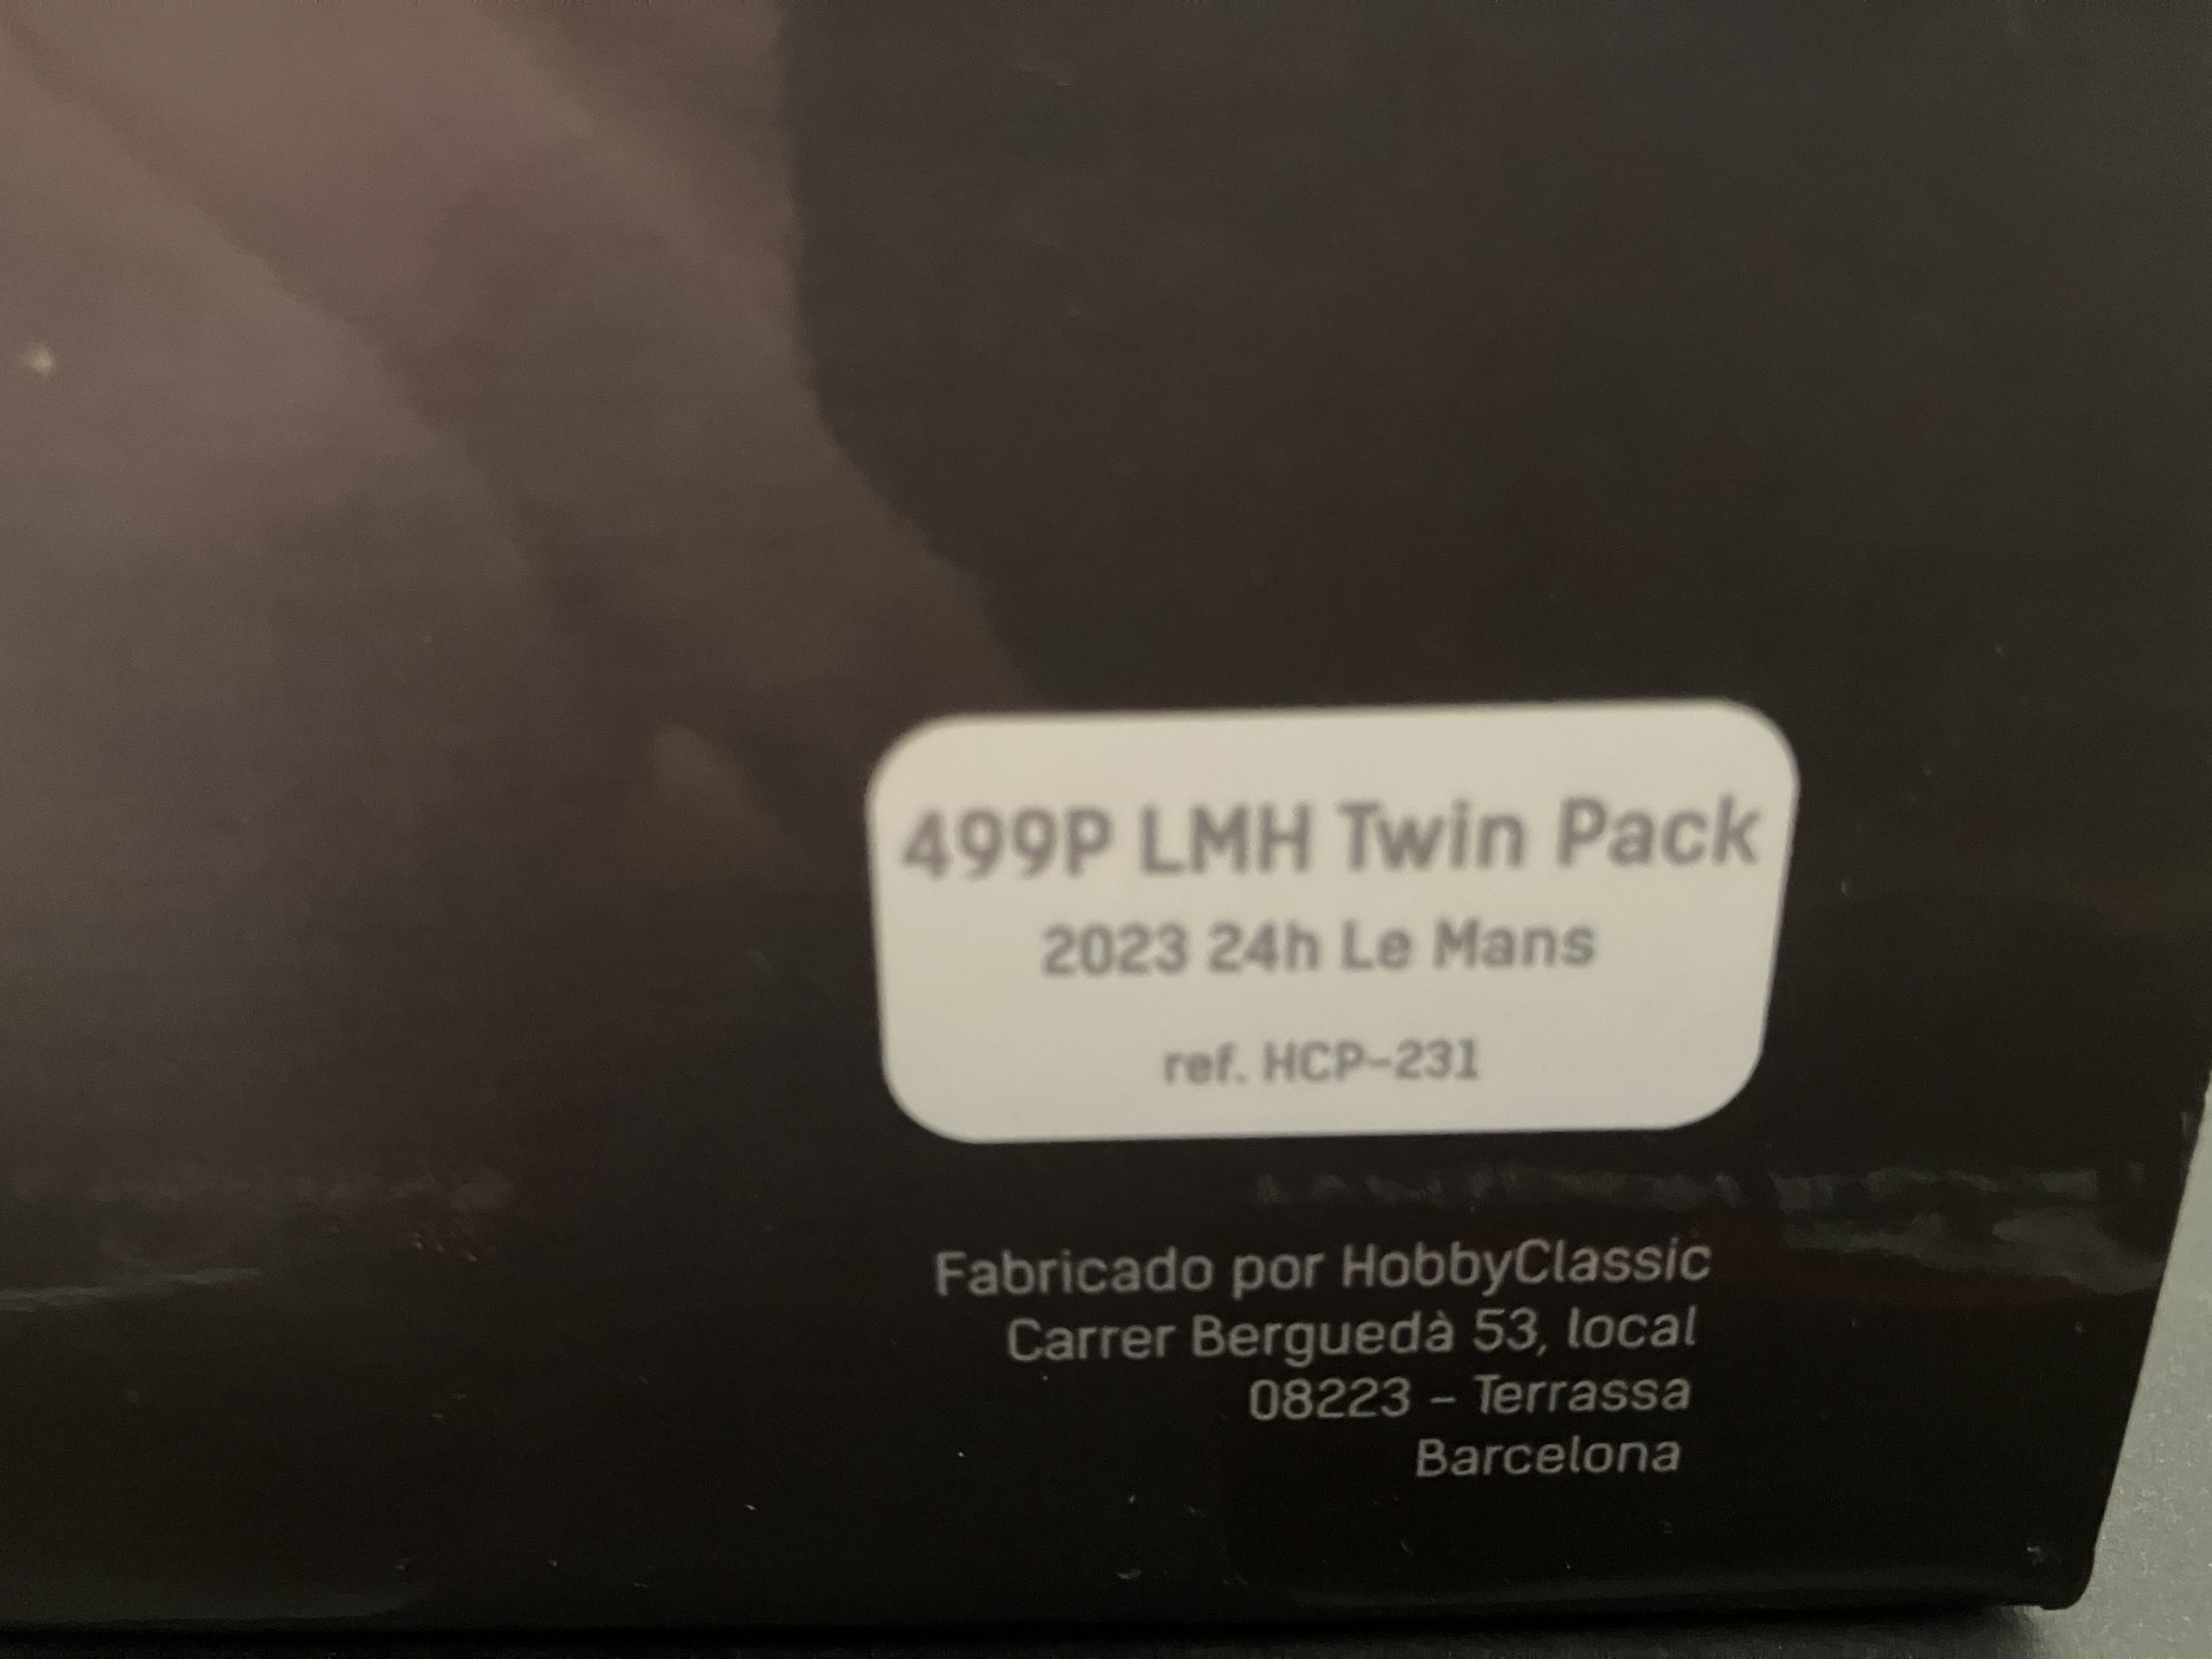 499P LMH Twin Pack
2023 24h Le Mans
ref. HCP-231
Fabricado por HobbyClassic
Carrer Berguedà 53, local
08223 - Terrassa
Barcelona